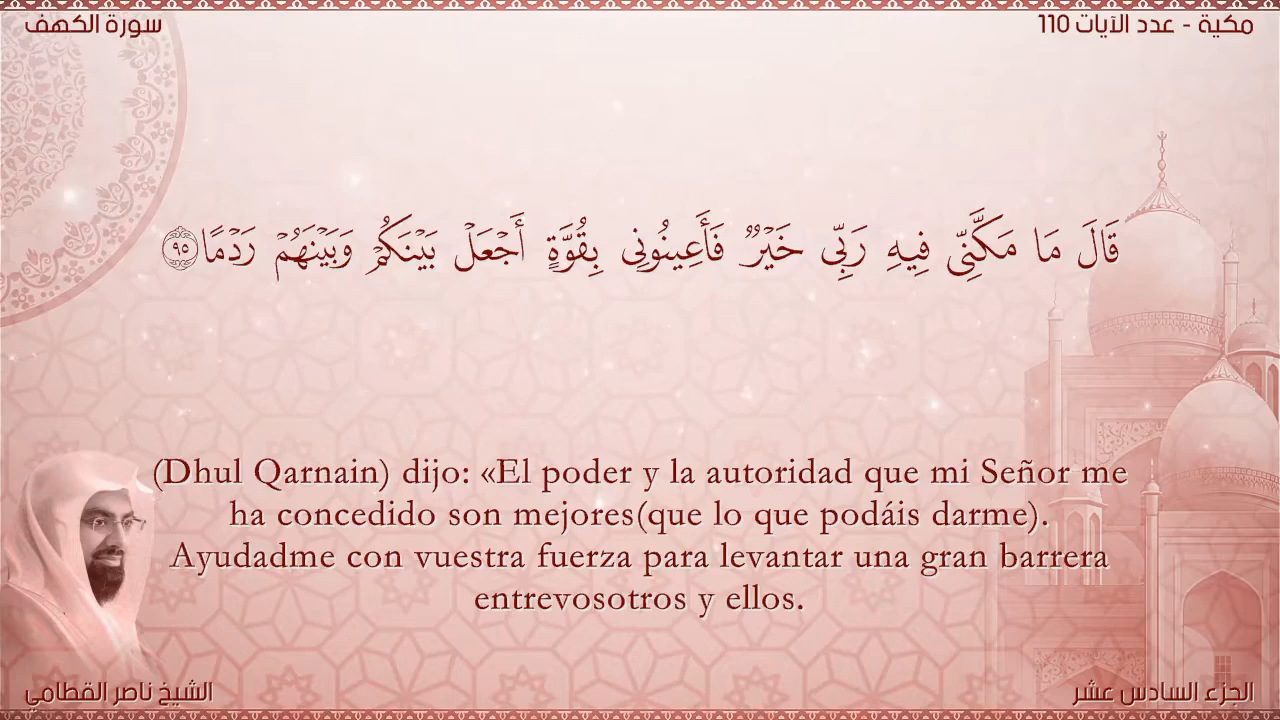 سورة الكهف
مكية - عدد الآيات 110
قَالَ مَا مَكَّنِّى فِيهِ رَبِّى خَيْرٌ فَأَعِينُونِى بِقُوَّةٍ أَجْعَلْ بَيْنَكُمْ وَبَيْنَهُمْ رَدْمًا ٩٥
(Dhul Qarnain) dijo: «El poder y la autoridad que mi Señor me
ha concedido son mejores(que lo que podáis darme).
Ayudadme con vuestra fuerza para levantar una gran barrera
entrevosotros y ellos.
الشيخ ناصر القطامي
الجزء السادس عشر